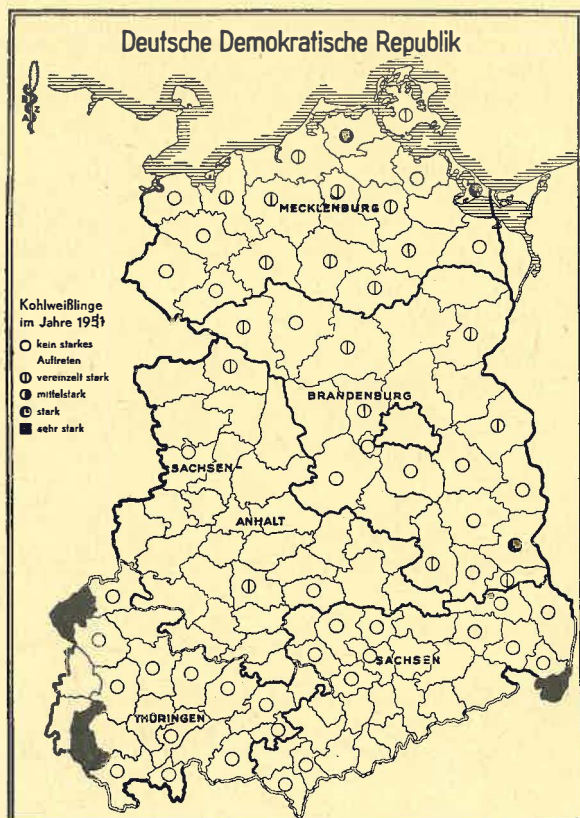 Deutsche Demokratische Republik
N
MECKLENBURG
Kohlweißlinge
im Jahre 1951
kein starkes
Auftreten
vereinzelt stark
mittelstark
stark
sehr stark
BRANDENBURG
SACHSEN-
ANHALT
SACHSEN
THÜRINGEN